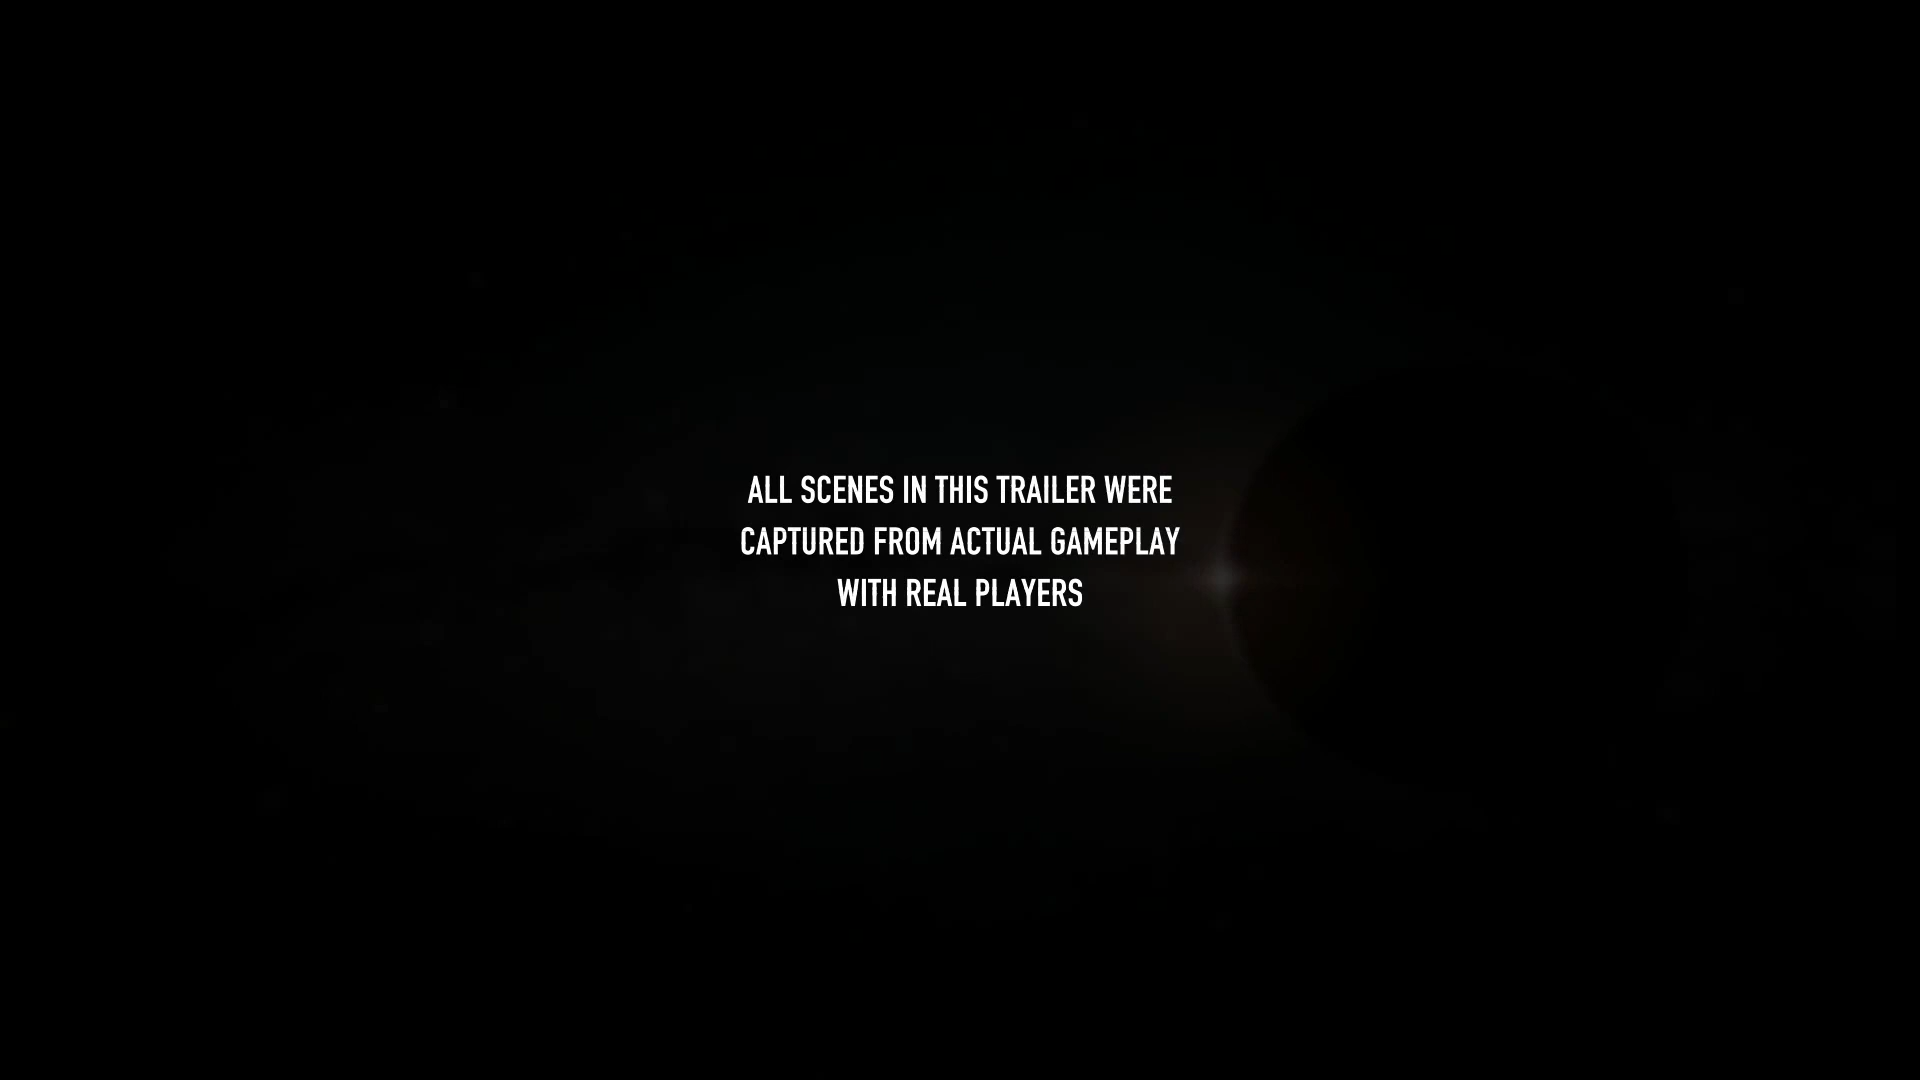 ALL SCENES IN THIS TRAILER WERE
CAPTURED FROM ACTUAL GAMEPLAY
WITH REAL PLAYERS